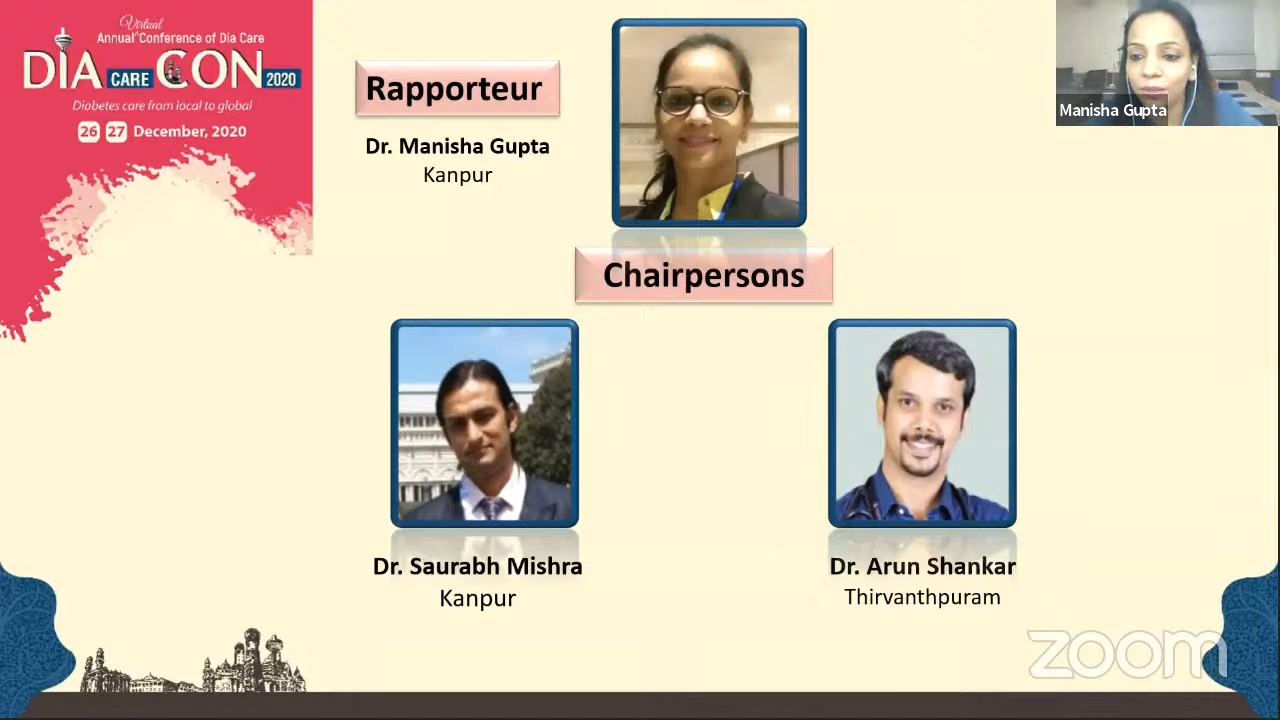 Virtual
Annual Conference of Dia Care
DIA CARE CON 2020
Diabetes care from local to global
26 27 December, 2020
Rapporteur
Dr. Manisha Gupta
Kanpur
Manisha Gupta
Chairpersons
Dr. Saurabh Mishra
Kanpur
Dr. Arun Shankar
Thirvanthpuram
zoom